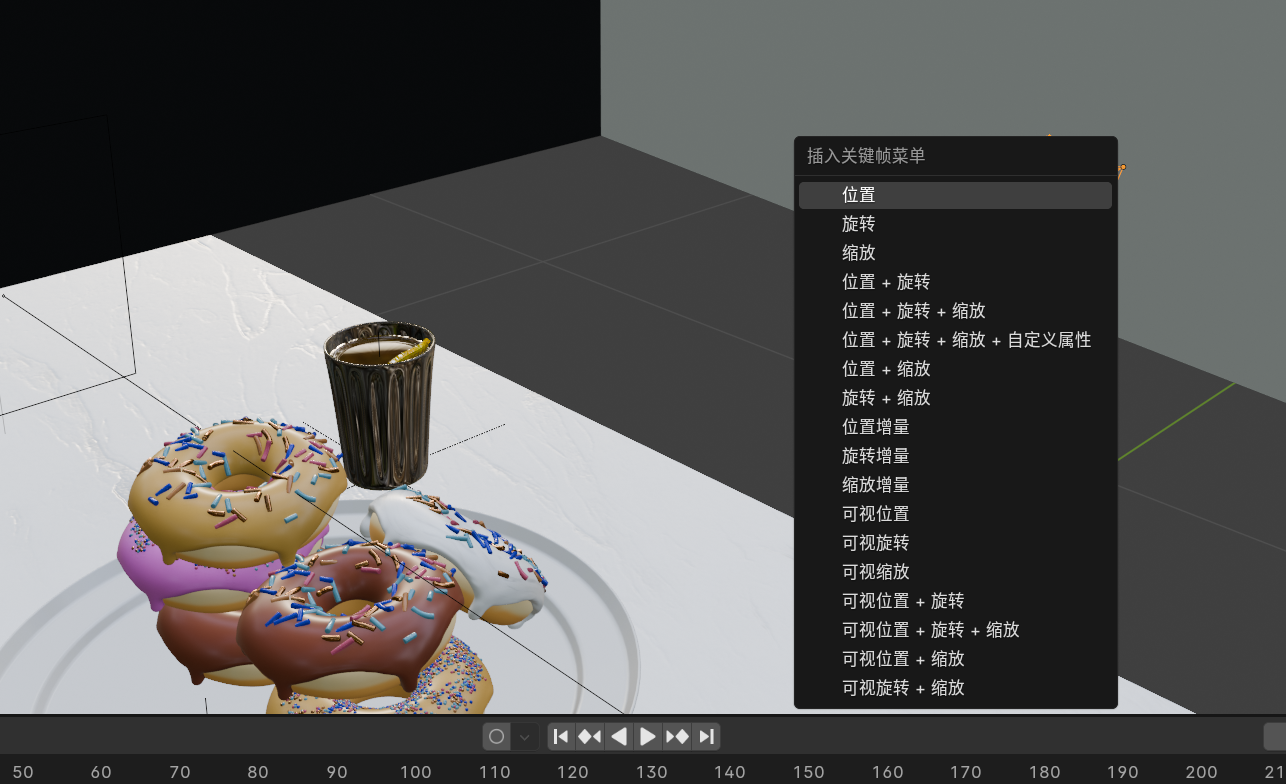 插入关键帧菜单
位置
旋转
缩放
位置 + 旋转
位置 + 旋转 + 缩放
位置 + 旋转 + 缩放 + 自定义属性
位置 + 缩放
旋转 + 缩放
位置增量
旋转增量
缩放增量
可视位置
可视旋转
可视缩放
可视位置 + 旋转
可视位置 + 旋转 + 缩放
可视位置 + 缩放
可视旋转 + 缩放
50 60 70 80 90 100 110 120 130 140 150 160 170 180 190 200